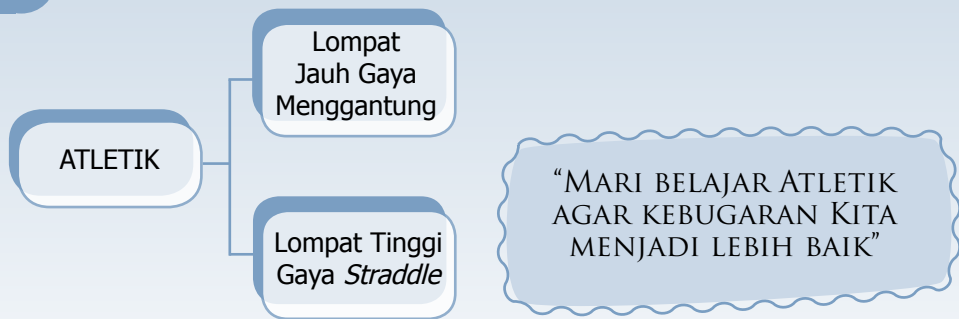 Lompat
Jauh Gaya
Menggantung
ATLETIK
Lompat Tinggi
Gaya Straddle
“Mari belajar Atletik
agar kebugaran Kita
menjadi lebih baik”